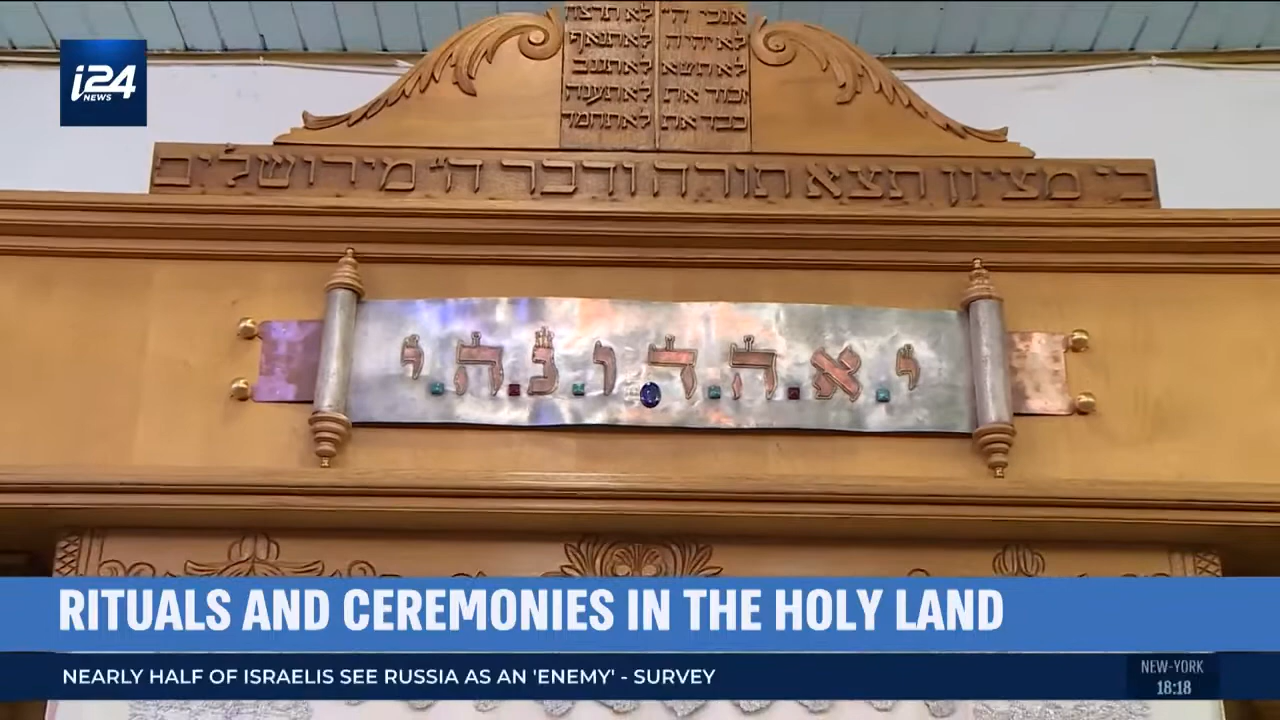 i24
NEWS
אנכי ה״ לא תרצח
לא יהיה לא תנאף
לא תשא לא תגנב
זכור את לא תענה
כבד את לא תחמד
כי מציון תצא תורה ודבר ה״ מירושלים
יאהדונהי
RITUALS AND CEREMONIES IN THE HOLY LAND
NEARLY HALF OF ISRAELIS SEE RUSSIA AS AN 'ENEMY' - SURVEY
NEW-YORK
18:18